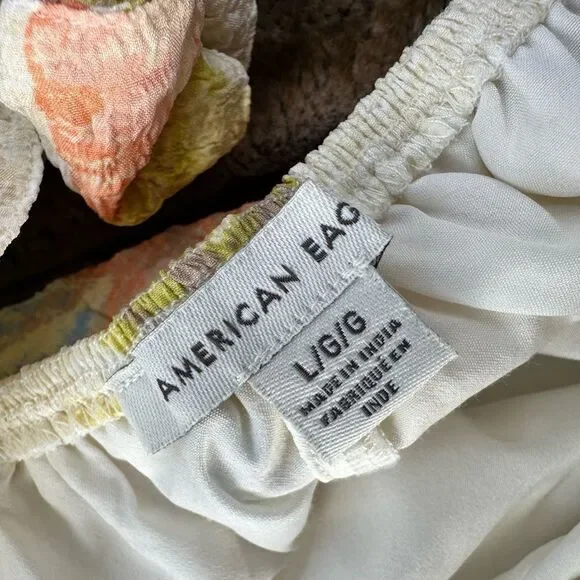 AMERICAN EAG
L/G/G
MADE IN INDIA
FABRIQUÉ EN
INDE